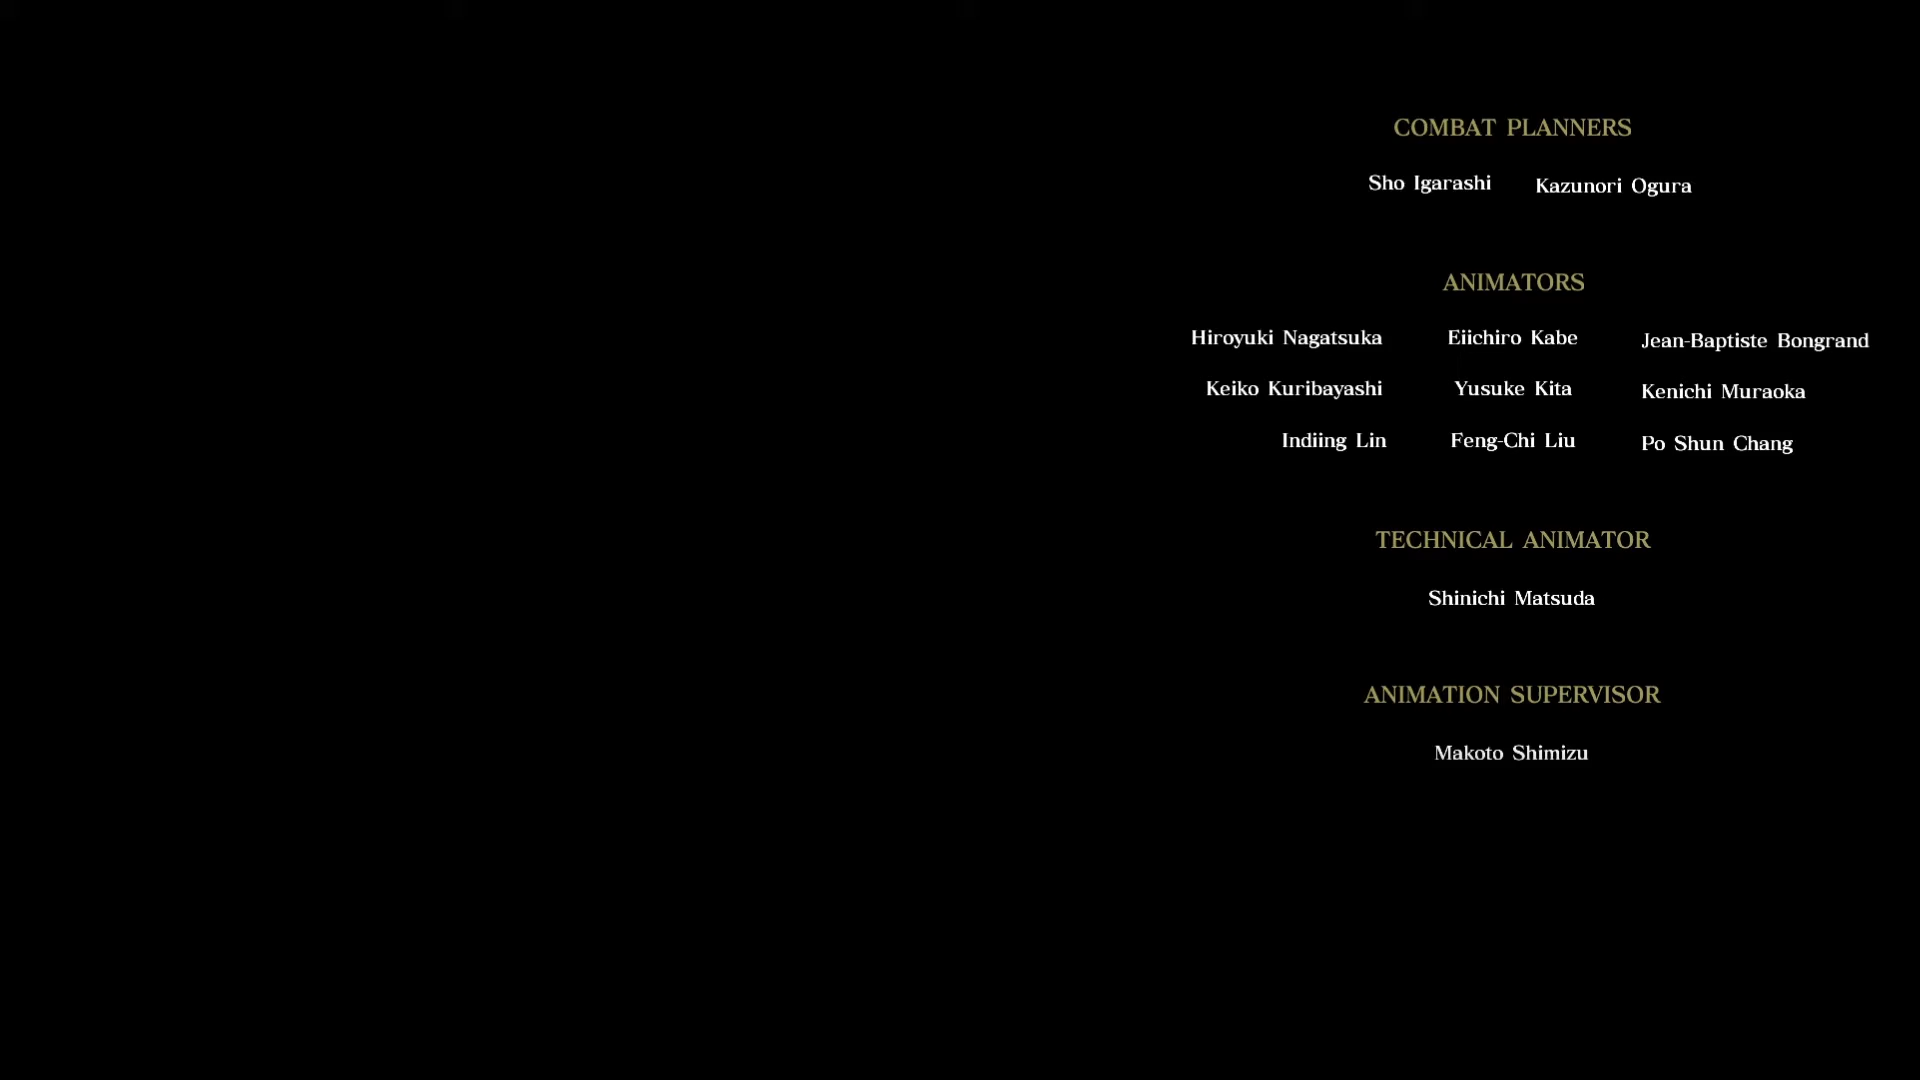 COMBAT PLANNERS
Sho Igarashi Kazunori Ogura
ANIMATORS
Hiroyuki Nagatsuka Eiichiro Kabe Jean-Baptiste Bongrand
Keiko Kuribayashi Yusuke Kita Kenichi Muraoka
Indiing Lin Feng-Chi Liu Po Shun Chang
TECHNICAL ANIMATOR
Shinichi Matsuda
ANIMATION SUPERVISOR
Makoto Shimizu